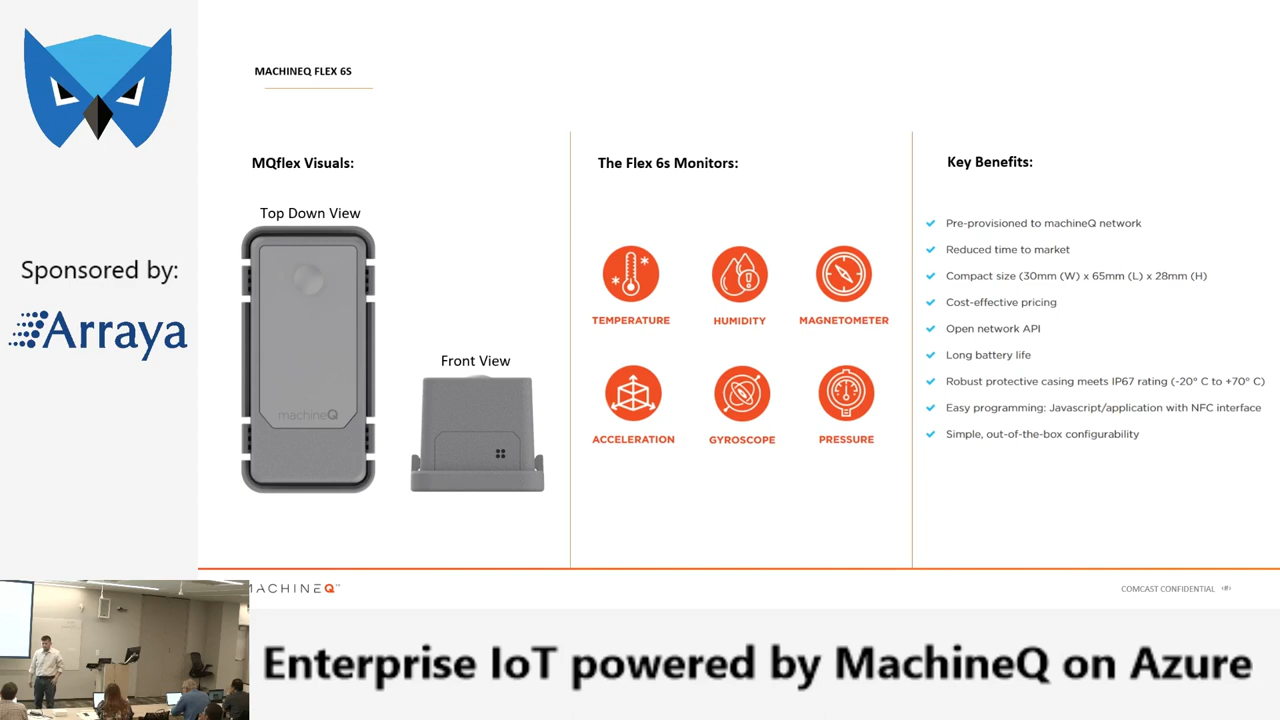 MACHINEQ FLEX 6S
MQflex Visuals:
Top Down View
machineQ
Front View
The Flex 6s Monitors:
TEMPERATURE
HUMIDITY
MAGNETOMETER
ACCELERATION
GYROSCOPE
PRESSURE
Key Benefits:
Pre-provisioned to machineQ network
Reduced time to market
Compact size (30mm (W) x 65mm (L) x 28mm (H)
Cost-effective pricing
Open network API
Long battery life
Robust protective casing meets IP67 rating (-20° C to +70° C)
Easy programming: Javascript/application with NFC interface
Simple, out-of-the-box configurability
Sponsored by:
Arraya
MACHINEQ™
COMCAST CONFIDENTIAL
Enterprise IoT powered by MachineQ on Azure